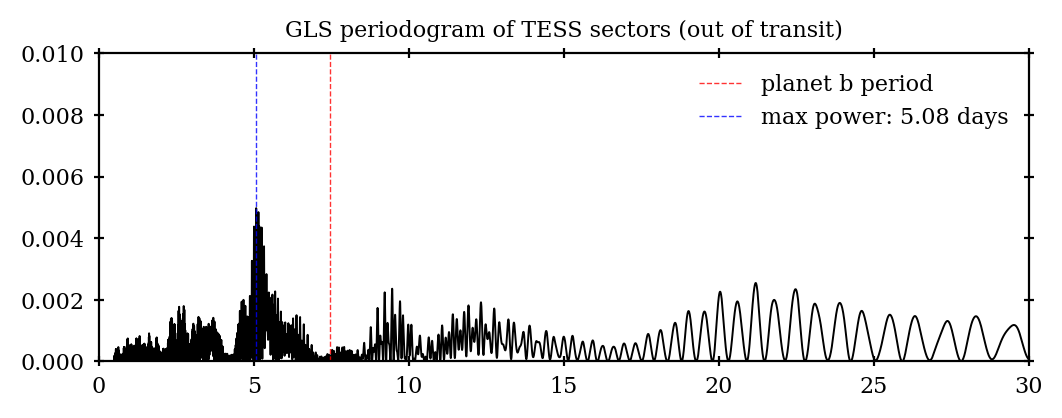 GLS periodogram of TESS sectors (out of transit)
0.010
0.008
0.006
0.004
0.002
0.000
planet b period
max power: 5.08 days
0 5 10 15 20 25 30